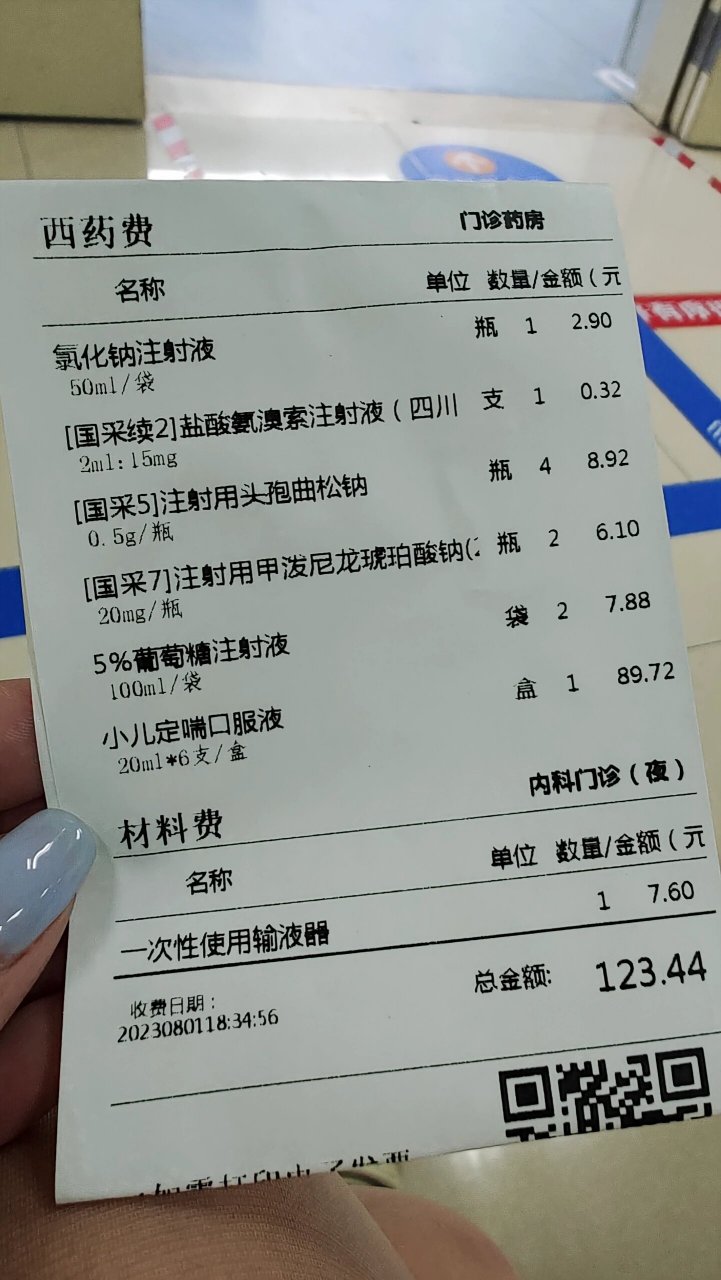 西药费 门诊药房
名称 单位 数量/金额(元
氯化钠注射液 瓶 1 2.90
50ml/袋
[国采续2]盐酸氨溴索注射液(四川 支 1 0.32
2ml:15mg
[国采5]注射用头孢曲松钠 瓶 4 8.92
0.5g/瓶
[国采7]注射用甲泼尼龙琥珀酸钠( 瓶 2 6.10
20mg/瓶
5%葡萄糖注射液 袋 2 7.88
100ml/袋
小儿定喘口服液 盒 1 89.72
20ml*6支/盒
材料费 内科门诊(夜)
名称 单位 数量/金额(元
一次性使用输液器 1 7.60
收费日期: 总金额: 123.44
2023080118:34:56